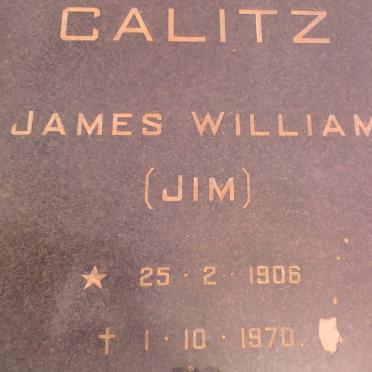 CALITZ
JAMES WILLIAM
(JIM)
★ 25 · 2 · 1906
✝ 1 · 10 · 1970.